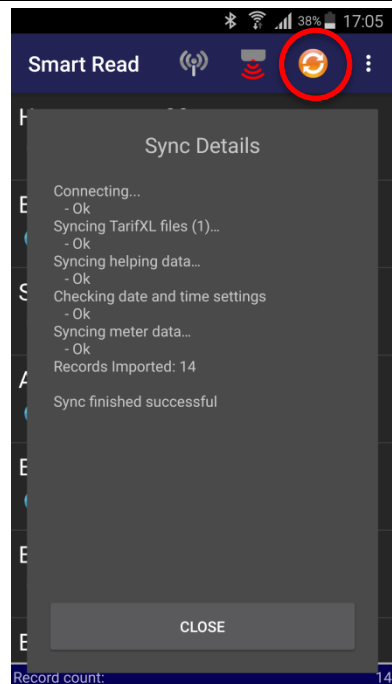 38% 17:05
Smart Read
Sync Details
Connecting...
- Ok
Syncing TarifXL files (1)...
- Ok
Syncing helping data...
- Ok
Checking date and time settings
- Ok
Syncing meter data...
- Ok
Records Imported: 14
Sync finished successful
CLOSE
Record count: 14